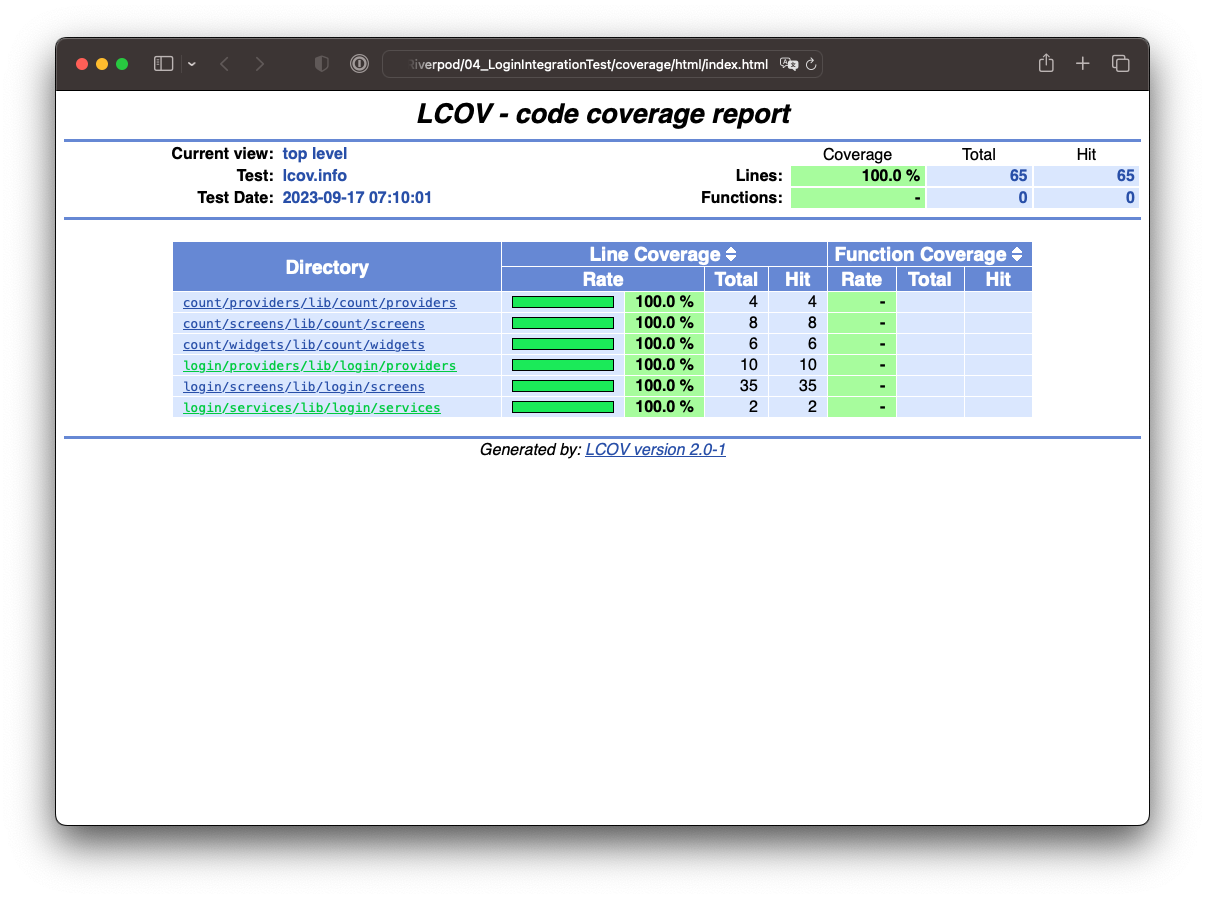 Riverpod/04_LoginIntegrationTest/coverage/html/index.html
LCOV - code coverage report
Current view: top level
Coverage Total Hit
Test: lcov.info
Lines: 100.0 % 65 65
Test Date: 2023-09-17 07:10:01
Functions: - 0 0
Directory Line Coverage Function Coverage
Rate Total Hit Rate Total Hit
count/providers/lib/count/providers 100.0 % 4 4 -
count/screens/lib/count/screens 100.0 % 8 8 -
count/widgets/lib/count/widgets 100.0 % 6 6 -
login/providers/lib/login/providers 100.0 % 10 10 -
login/screens/lib/login/screens 100.0 % 35 35 -
login/services/lib/login/services 100.0 % 2 2 -
Generated by: LCOV version 2.0-1